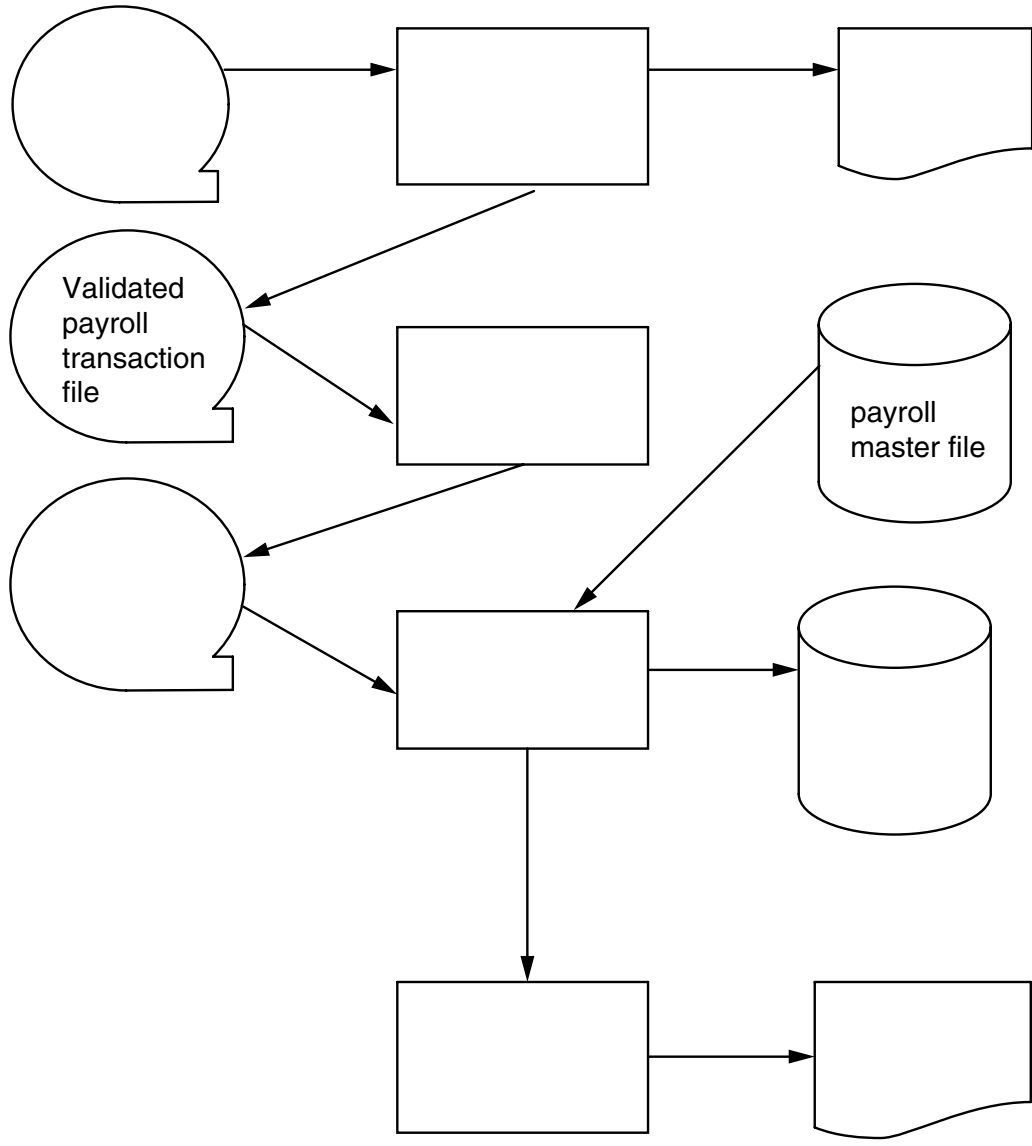 Validated
payroll
transaction
file
payroll
master file